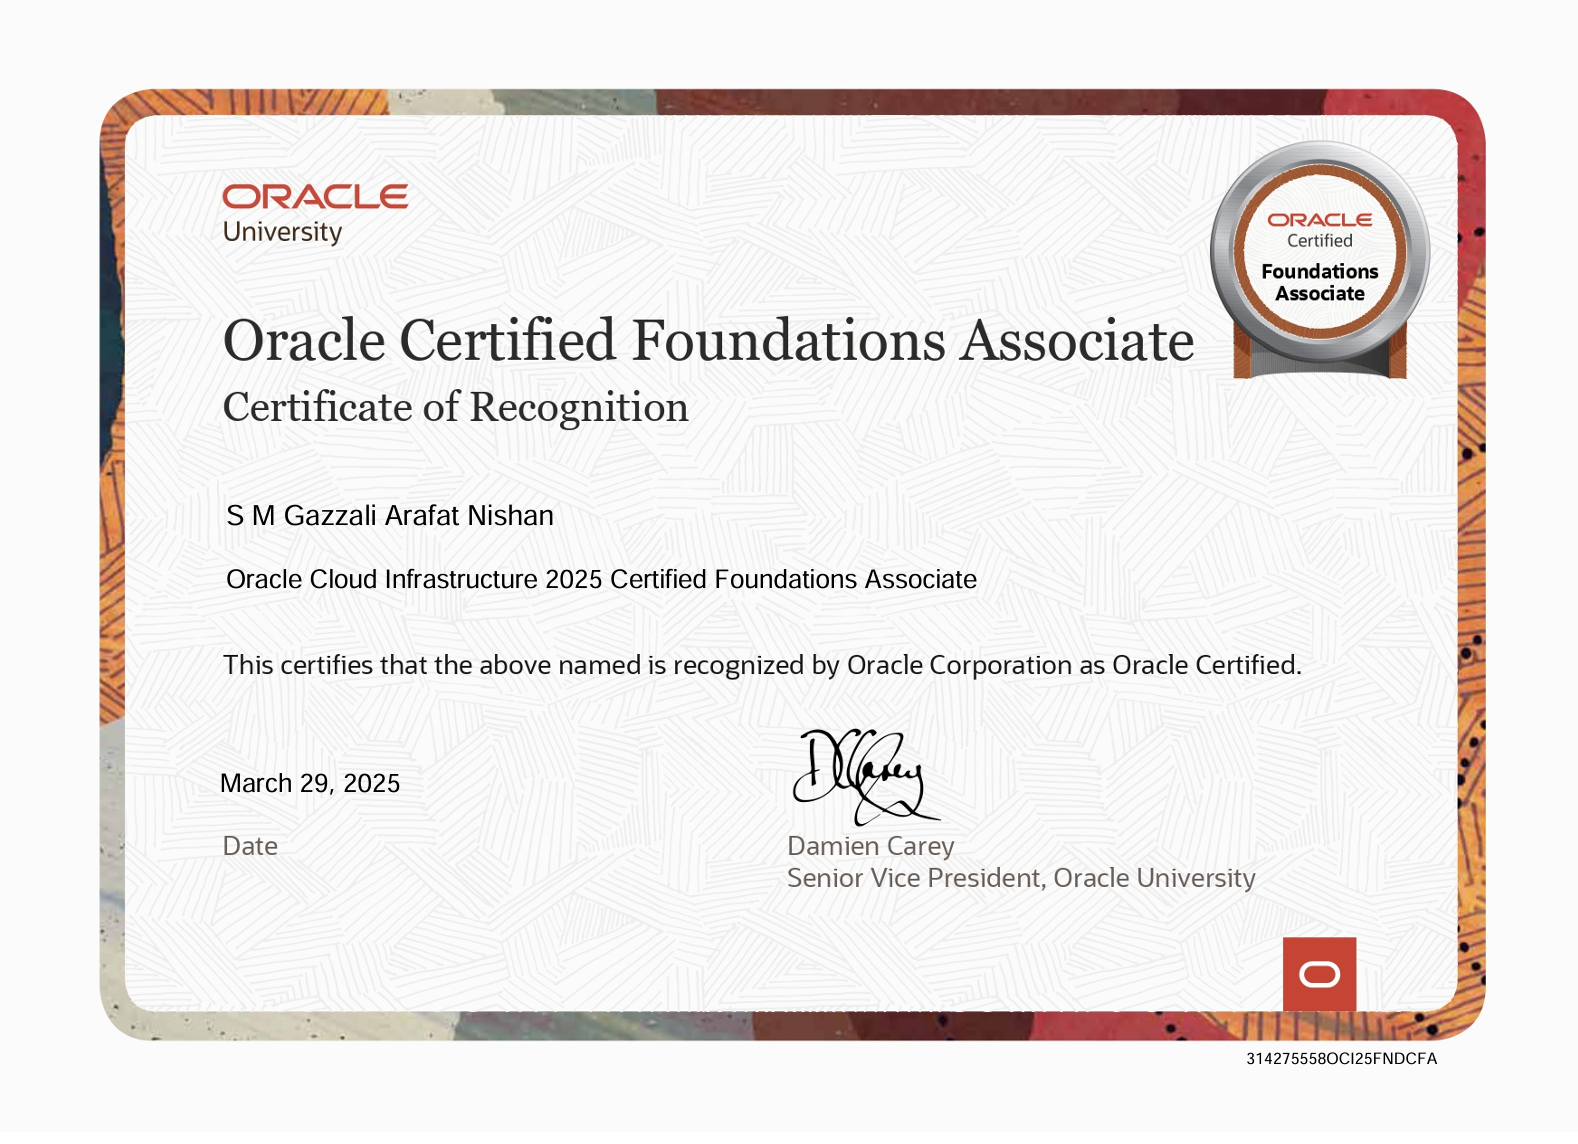 ORACLE
University
ORACLE
Certified
Foundations
Associate
Oracle Certified Foundations Associate
Certificate of Recognition
S M Gazzali Arafat Nishan
Oracle Cloud Infrastructure 2025 Certified Foundations Associate
This certifies that the above named is recognized by Oracle Corporation as Oracle Certified.
DCarey
March 29, 2025
Date
Damien Carey
Senior Vice President, Oracle University
314275558OCI25FNDCFA